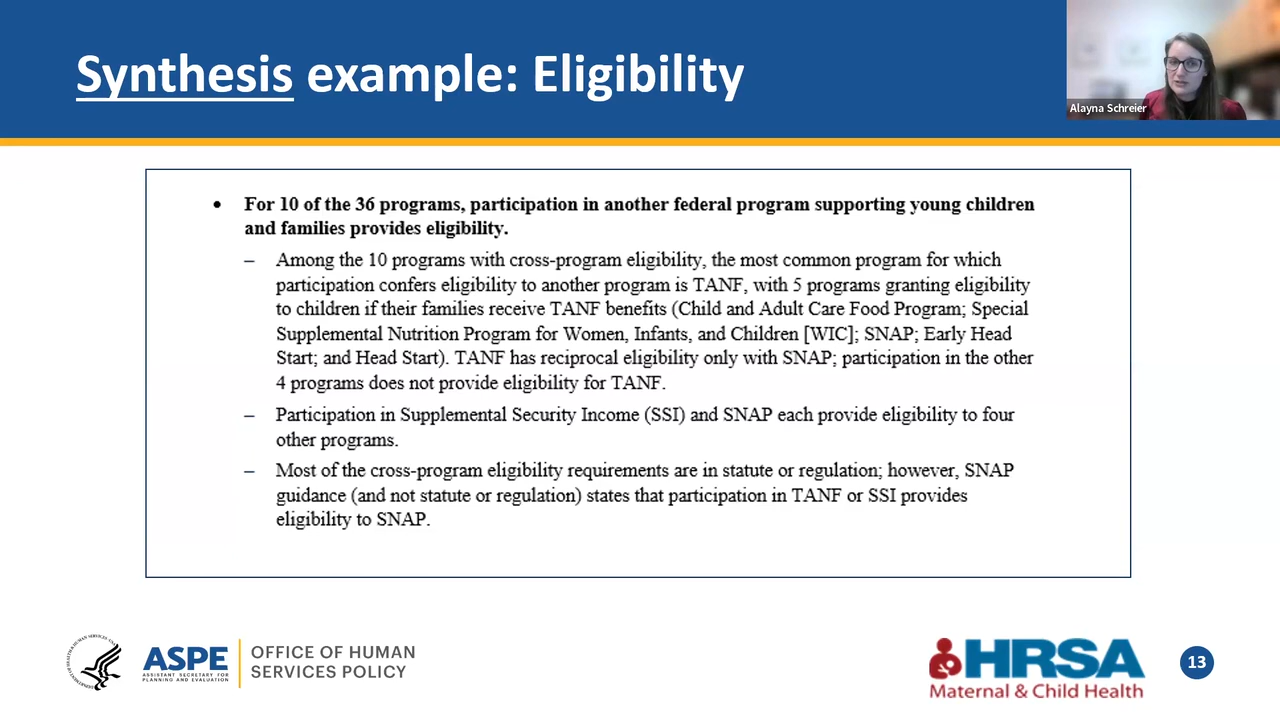 Synthesis example: Eligibility
Alayna Schreier
• For 10 of the 36 programs, participation in another federal program supporting young children
and families provides eligibility.
– Among the 10 programs with cross-program eligibility, the most common program for which
participation confers eligibility to another program is TANF, with 5 programs granting eligibility
to children if their families receive TANF benefits (Child and Adult Care Food Program; Special
Supplemental Nutrition Program for Women, Infants, and Children [WIC]; SNAP; Early Head
Start; and Head Start). TANF has reciprocal eligibility only with SNAP; participation in the other
4 programs does not provide eligibility for TANF.
– Participation in Supplemental Security Income (SSI) and SNAP each provide eligibility to four
other programs.
– Most of the cross-program eligibility requirements are in statute or regulation; however, SNAP
guidance (and not statute or regulation) states that participation in TANF or SSI provides
eligibility to SNAP.
ASPE
ASSISTANT SECRETARY FOR
PLANNING AND EVALUATION
OFFICE OF HUMAN
SERVICES POLICY
HRSA
Maternal & Child Health
13